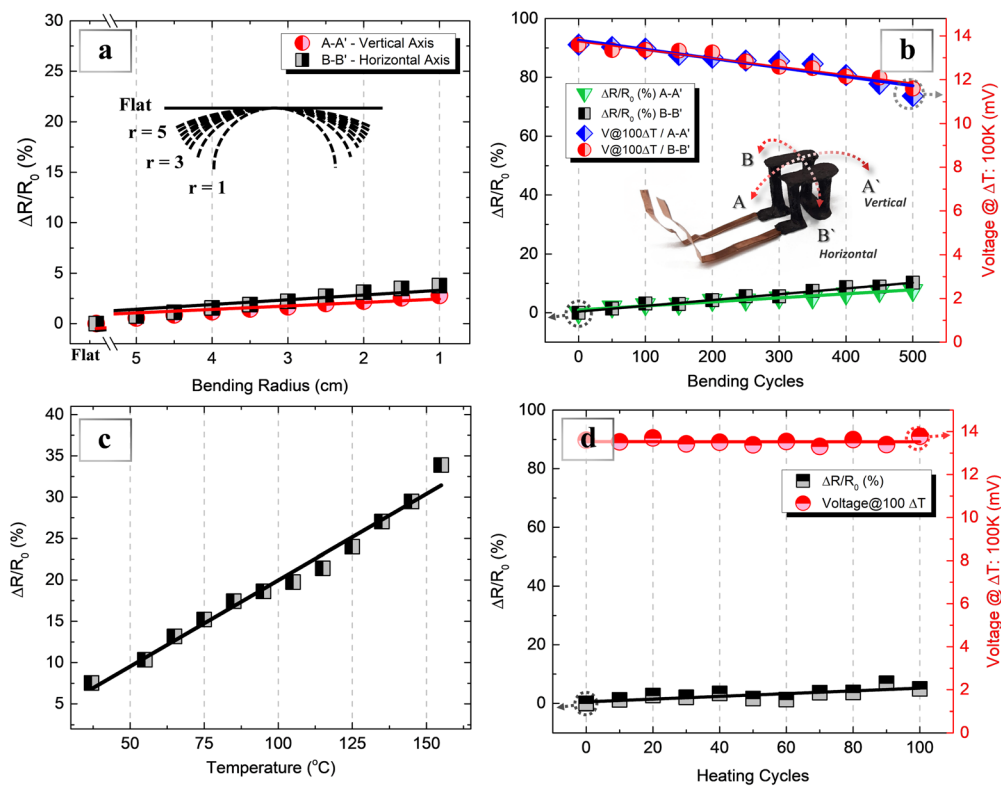 a
A-A' - Vertical Axis
B-B' - Horizontal Axis
Flat
r = 5
r = 3
r = 1
30
25
20
15
10
5
0
ΔR/R₀ (%)
Flat
5
4
3
2
1
Bending Radius (cm)
b
ΔR/R₀ (%) A-A'
ΔR/R₀ (%) B-B'
V@100ΔT / A-A'
V@100ΔT / B-B'
B
A
A`
Vertical
B`
Horizontal
100
80
60
40
20
0
ΔR/R₀ (%)
14
12
10
8
6
4
2
0
Voltage @ ΔT: 100K (mV)
0
100
200
300
400
500
Bending Cycles
c
40
35
30
25
20
15
10
5
ΔR/R₀ (%)
50
75
100
125
150
Temperature (°C)
d
ΔR/R₀ (%)
Voltage@100 ΔT
100
80
60
40
20
0
ΔR/R₀ (%)
14
12
10
8
6
4
2
0
Voltage @ ΔT: 100K (mV)
0
20
40
60
80
100
Heating Cycles